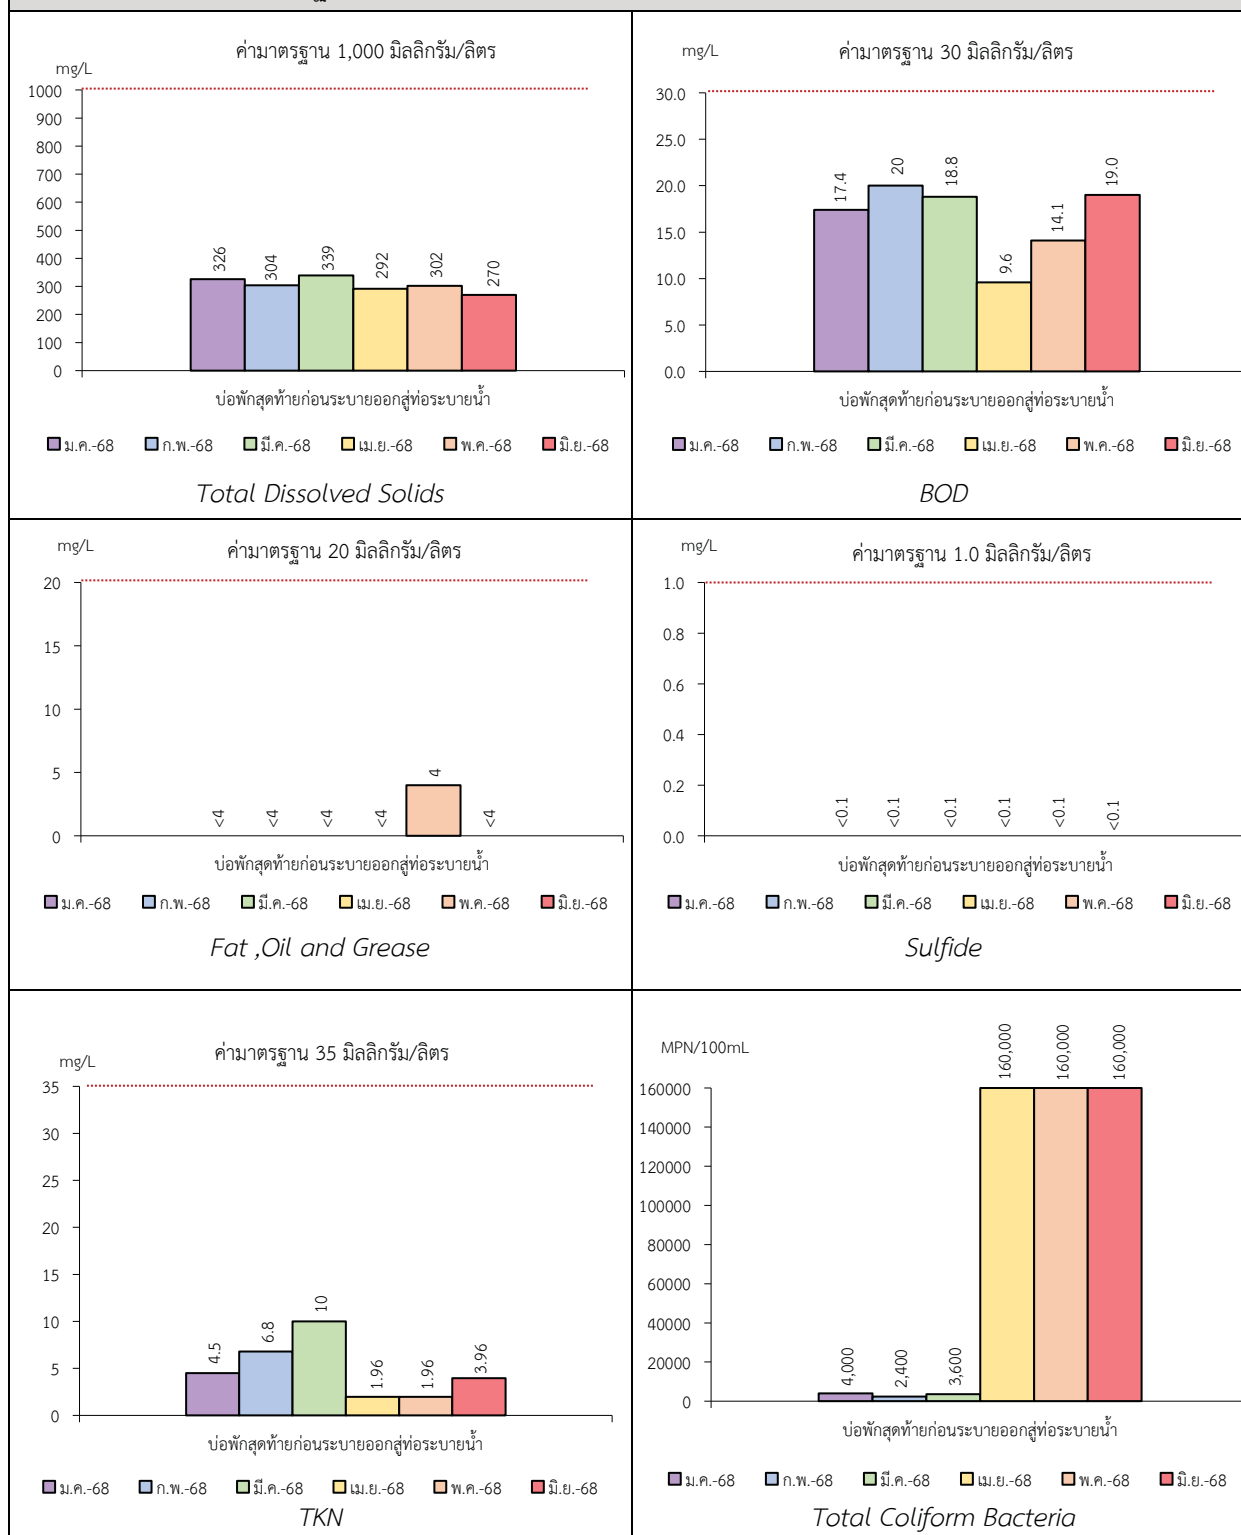 ค่ามาตรฐาน 1,000 มิลลิกรัม/ลิตร
mg/L
1000
900
800
700
600
500
400
300
200
100
0
326
304
339
292
302
270
บ่อพักสุดท้ายก่อนระบายออกสู่ท่อระบายน้ำ
ม.ค.-68 ก.พ.-68 มี.ค.-68 เม.ย.-68 พ.ค.-68 มิ.ย.-68
Total Dissolved Solids
mg/L
ค่ามาตรฐาน 30 มิลลิกรัม/ลิตร
30.0
25.0
20.0
15.0
10.0
5.0
0.0
17.4
20
18.8
9.6
14.1
19.0
บ่อพักสุดท้ายก่อนระบายออกสู่ท่อระบายน้ำ
ม.ค.-68 ก.พ.-68 มี.ค.-68 เม.ย.-68 พ.ค.-68 มิ.ย.-68
BOD
mg/L
ค่ามาตรฐาน 20 มิลลิกรัม/ลิตร
20
15
10
5
0
<4
<4
<4
<4
4
<4
บ่อพักสุดท้ายก่อนระบายออกสู่ท่อระบายน้ำ
ม.ค.-68 ก.พ.-68 มี.ค.-68 เม.ย.-68 พ.ค.-68 มิ.ย.-68
Fat ,Oil and Grease
mg/L
ค่ามาตรฐาน 1.0 มิลลิกรัม/ลิตร
1.0
0.8
0.6
0.4
0.2
0.0
<0.1
<0.1
<0.1
<0.1
<0.1
<0.1
บ่อพักสุดท้ายก่อนระบายออกสู่ท่อระบายน้ำ
ม.ค.-68 ก.พ.-68 มี.ค.-68 เม.ย.-68 พ.ค.-68 มิ.ย.-68
Sulfide
mg/L
ค่ามาตรฐาน 35 มิลลิกรัม/ลิตร
35
30
25
20
15
10
5
0
4.5
6.8
10
1.96
1.96
3.96
บ่อพักสุดท้ายก่อนระบายออกสู่ท่อระบายน้ำ
ม.ค.-68 ก.พ.-68 มี.ค.-68 เม.ย.-68 พ.ค.-68 มิ.ย.-68
TKN
MPN/100mL
160000
140000
120000
100000
80000
60000
40000
20000
0
4,000
2,400
3,600
160,000
160,000
160,000
บ่อพักสุดท้ายก่อนระบายออกสู่ท่อระบายน้ำ
ม.ค.-68 ก.พ.-68 มี.ค.-68 เม.ย.-68 พ.ค.-68 มิ.ย.-68
Total Coliform Bacteria